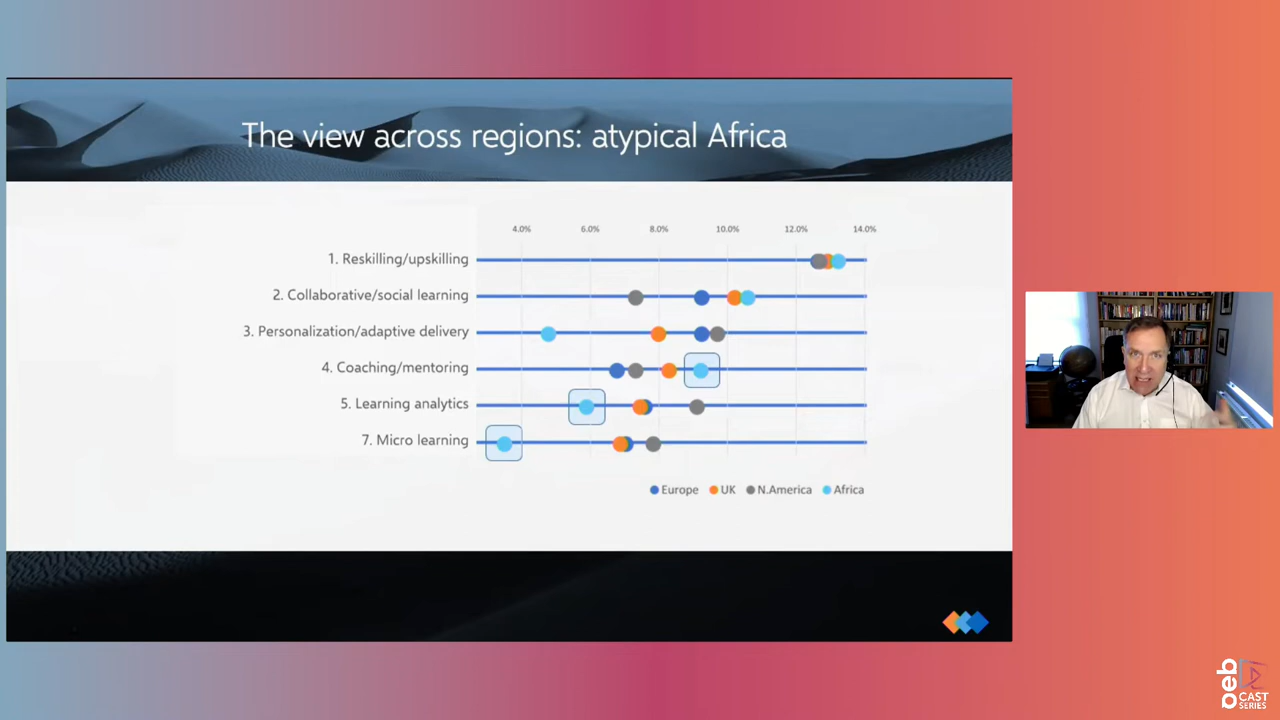 The view across regions: atypical Africa
4.0% 6.0% 8.0% 10.0% 12.0% 14.0%
1. Reskilling/upskilling
2. Collaborative/social learning
3. Personalization/adaptive delivery
4. Coaching/mentoring
5. Learning analytics
7. Micro learning
Europe UK N.America Africa
oeb
CAST
SERIES